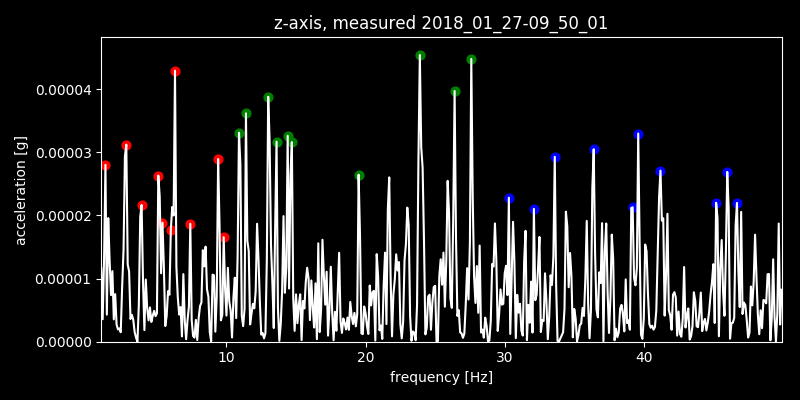 z-axis, measured 2018_01_27-09_50_01
acceleration [g]
0.00004
0.00003
0.00002
0.00001
0.00000
10 20 30 40
frequency [Hz]